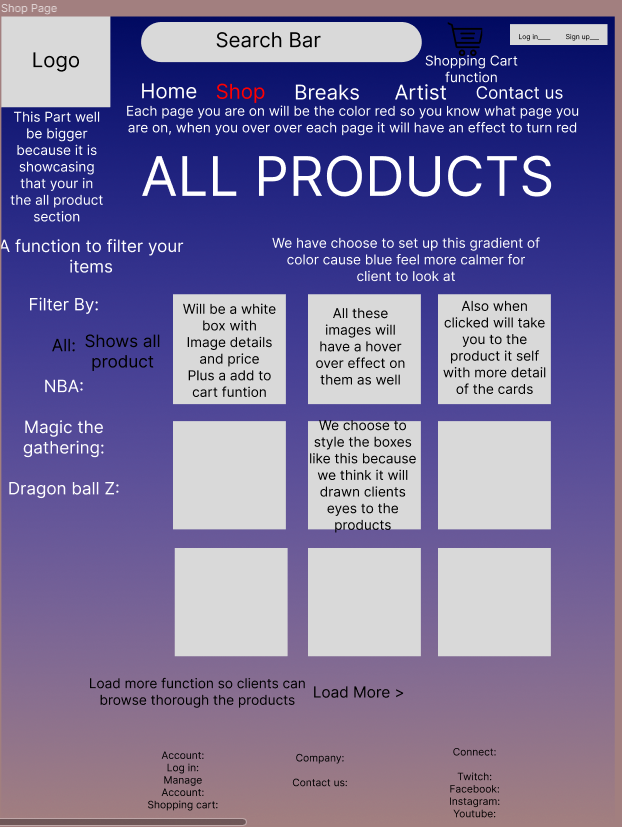 Shop Page
Logo
Search Bar
Log in___
Sign up___
Shopping Cart
function
Home
Shop
Breaks
Artist
Contact us
Each page you are on will be the color red so you know what page you
are on, when you over over each page it will have an effect to turn red
This Part well
be bigger
because it is
showcasing
that your in
the all product
section
ALL PRODUCTS
A function to filter your
items
We have choose to set up this gradient of
color cause blue feel more calmer for
client to look at
Filter By:
All:
Shows all
product
NBA:
Magic the
gathering:
Dragon ball Z:
Will be a white
box with
Image details
and price
Plus a add to
cart funtion
All these
images will
have a hover
over effect on
them as well
Also when
clicked will take
you to the
product it self
with more detail
of the cards
We choose to
style the boxes
like this because
we think it will
drawn clients
eyes to the
products
Load more function so clients can
browse thorough the products
Load More >
Account:
Log in:
Manage
Account:
Shopping cart:
Company:
Contact us:
Connect:
Twitch:
Facebook:
Instagram:
Youtube: